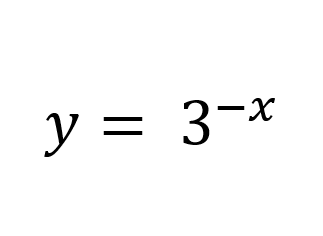 y = 3⁻ˣ